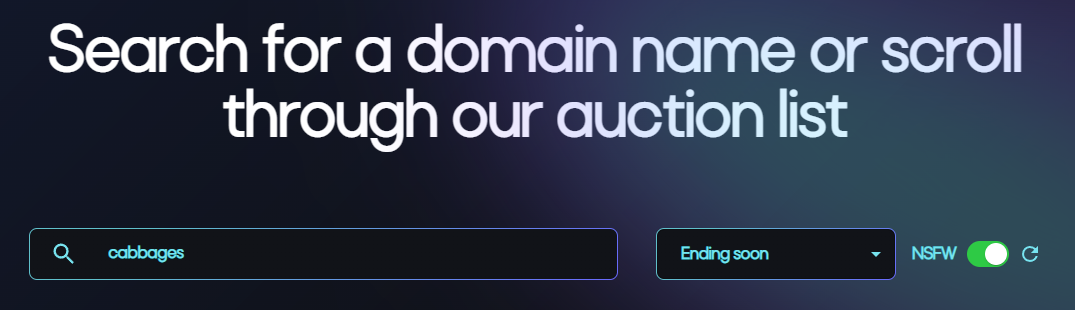 Search for a domain name or scroll
through our auction list
cabbages
Ending soon
NSFW